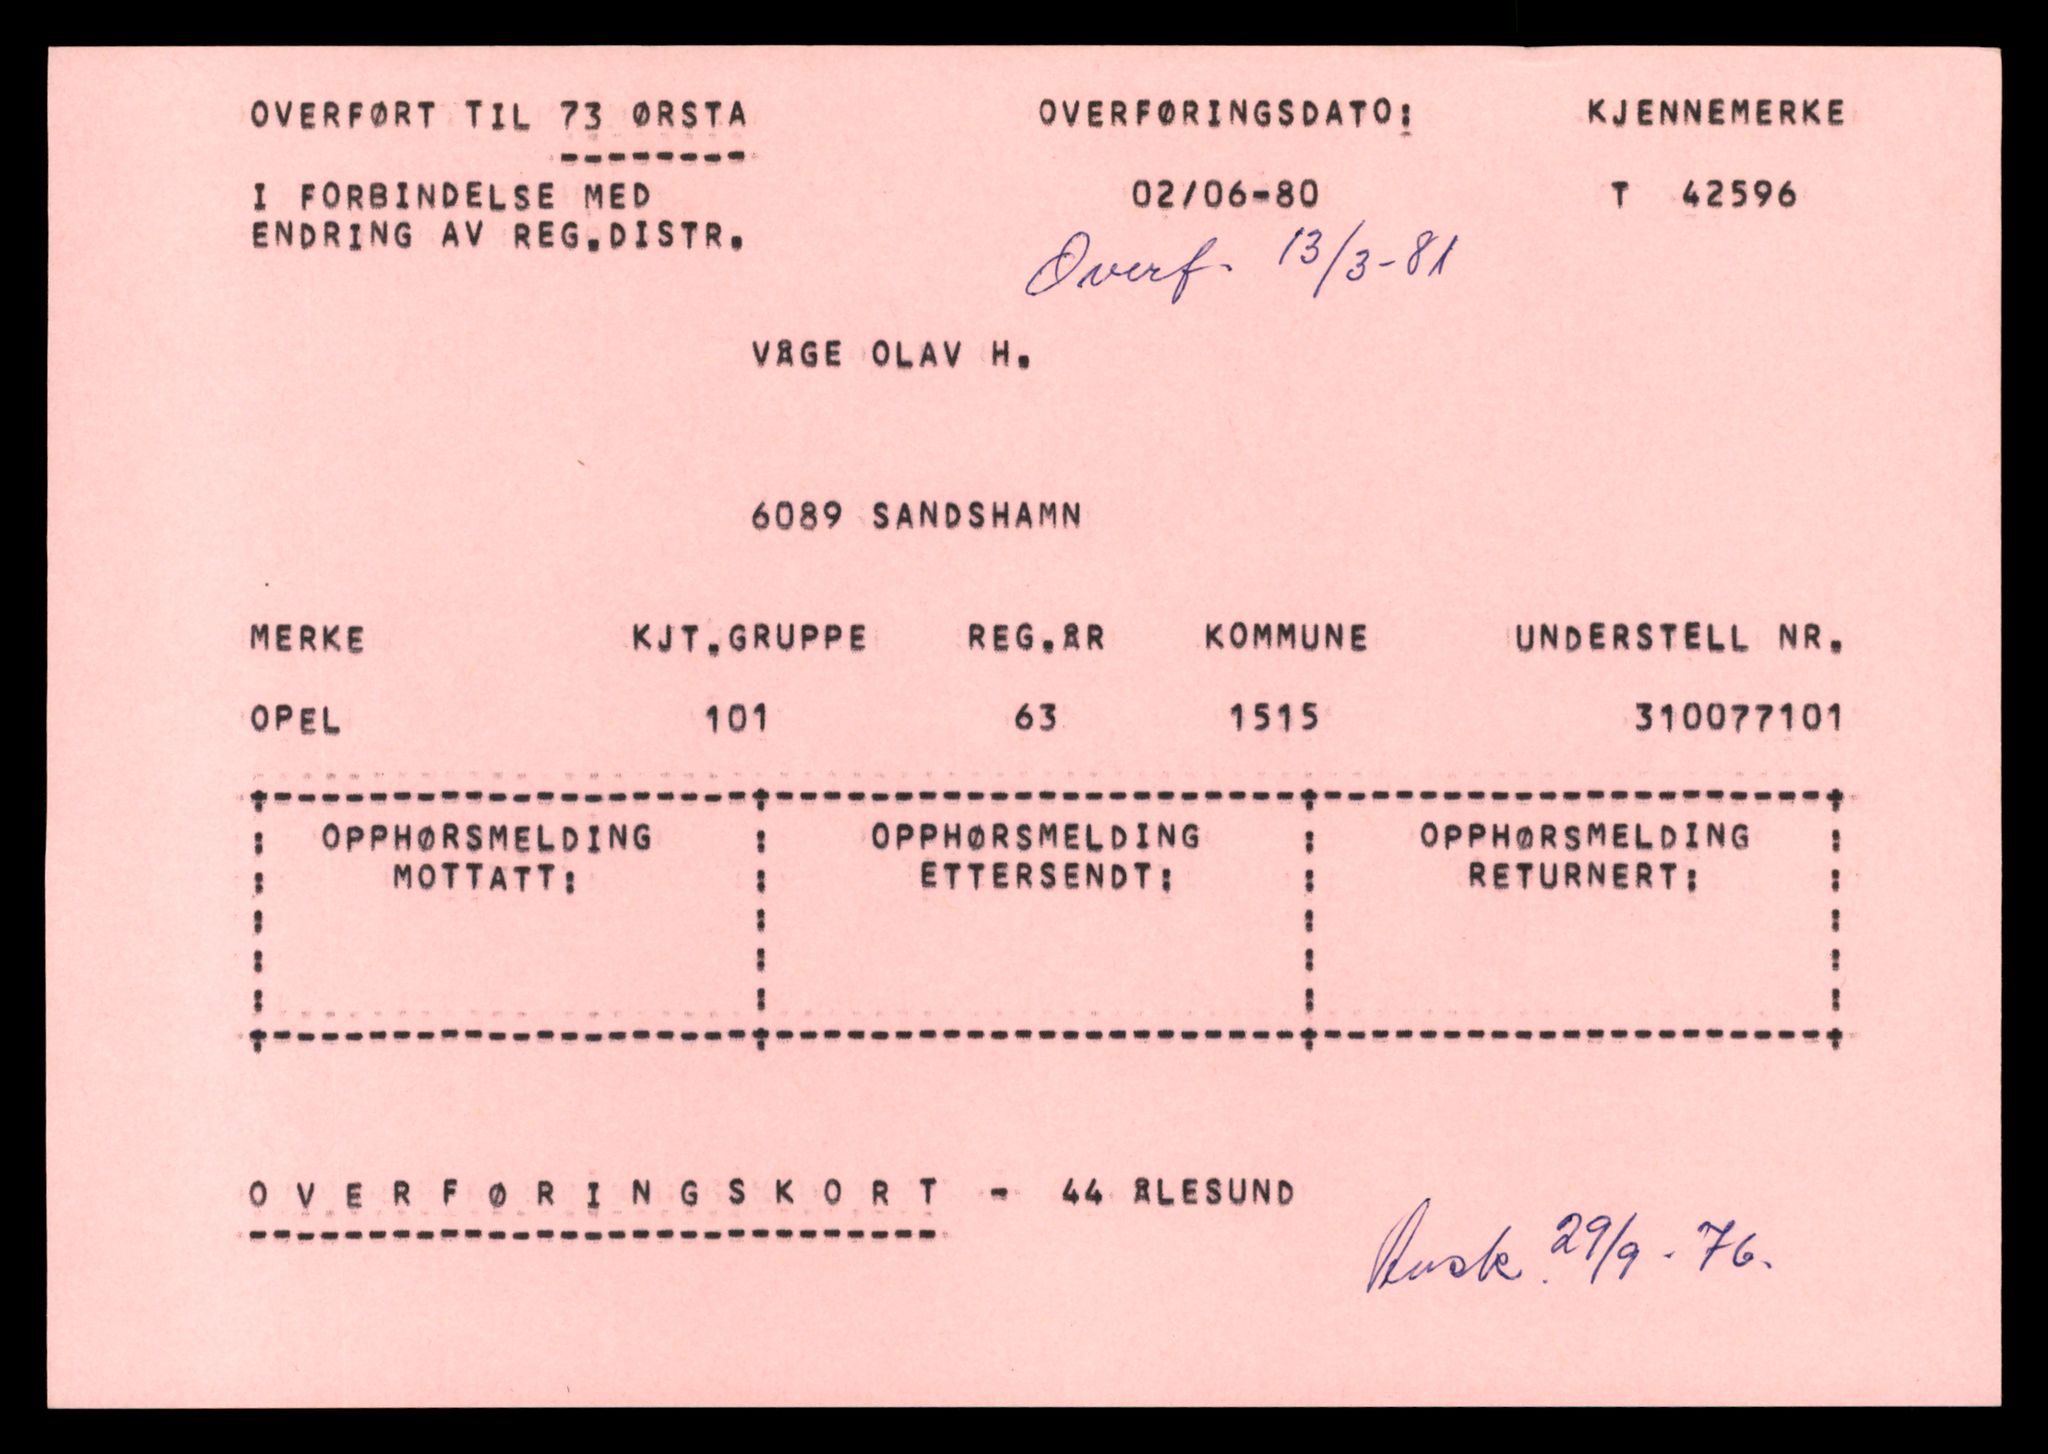 OVERFØRT TIL 73 ØRSTA OVERFØRINGSDATO: KJENNEMERKE
I FORBINDELSE MED 02/06-80 T 42596
ENDRING AV REG.DISTR.
Overf. 13/3-81
VÅGE OLAV H.
6089 SANDSHAMN
MERKE KJT.GRUPPE REG.ÅR KOMMUNE UNDERSTELL NR.
OPEL 101 63 1515 310077101
OPPHØRSMELDING OPPHØRSMELDING OPPHØRSMELDING
MOTTATT: ETTERSENDT: RETURNERT:
OVERFØRINGSKORT - 44 ÅLESUND
29/9-76.